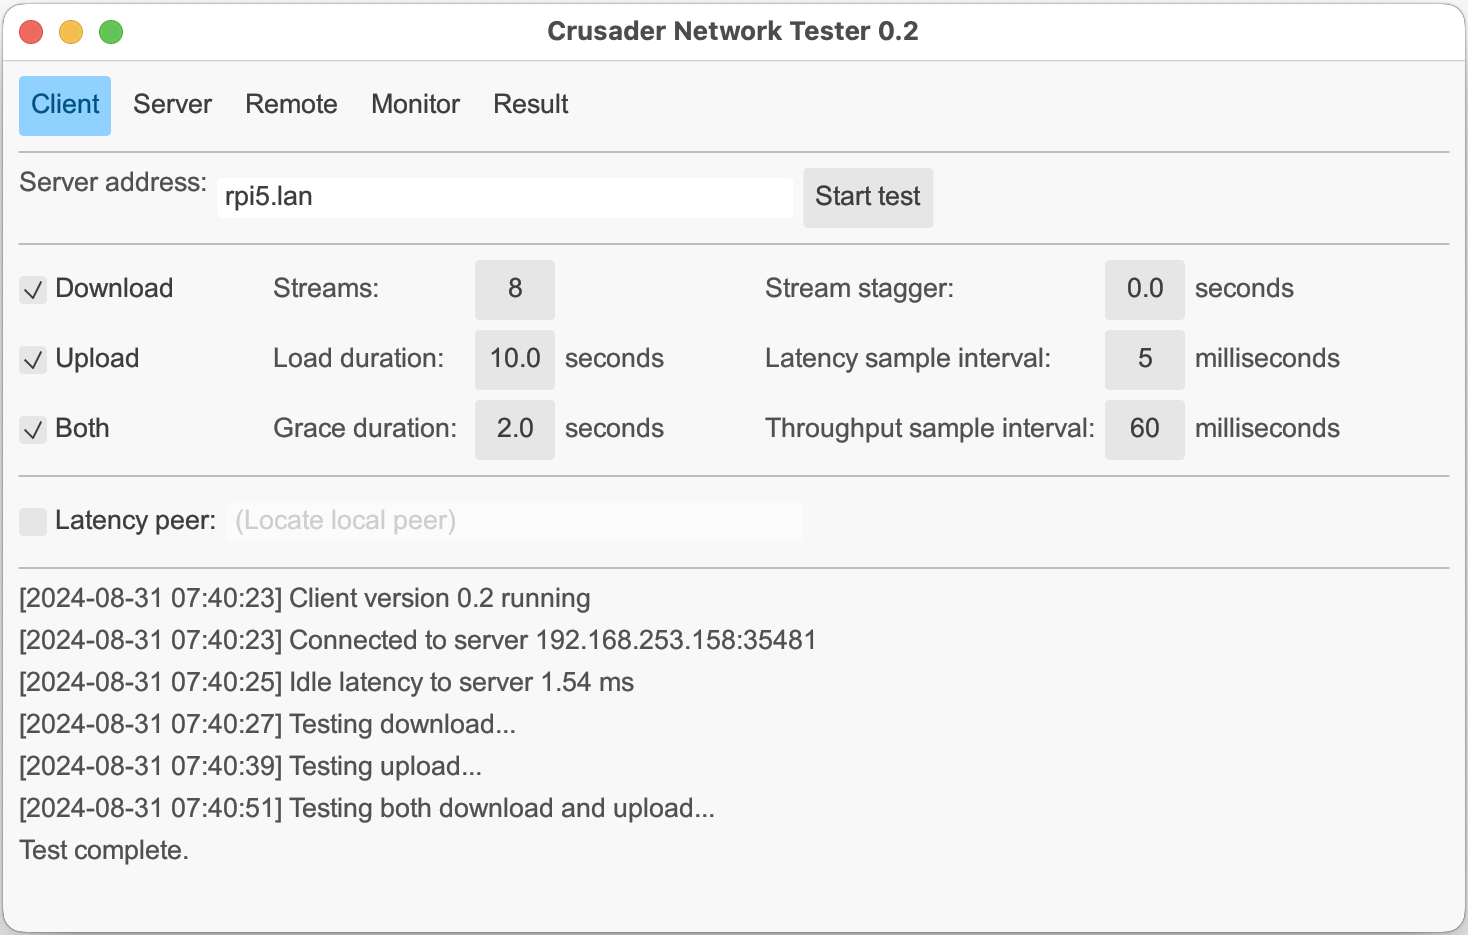 Crusader Network Tester 0.2
Client Server Remote Monitor Result
Server address: rpi5.lan Start test
Download Streams: 8 Stream stagger: 0.0 seconds
Upload Load duration: 10.0 seconds Latency sample interval: 5 milliseconds
Both Grace duration: 2.0 seconds Throughput sample interval: 60 milliseconds
Latency peer: (Locate local peer)
[2024-08-31 07:40:23] Client version 0.2 running
[2024-08-31 07:40:23] Connected to server 192.168.253.158:35481
[2024-08-31 07:40:25] Idle latency to server 1.54 ms
[2024-08-31 07:40:27] Testing download...
[2024-08-31 07:40:39] Testing upload...
[2024-08-31 07:40:51] Testing both download and upload...
Test complete.